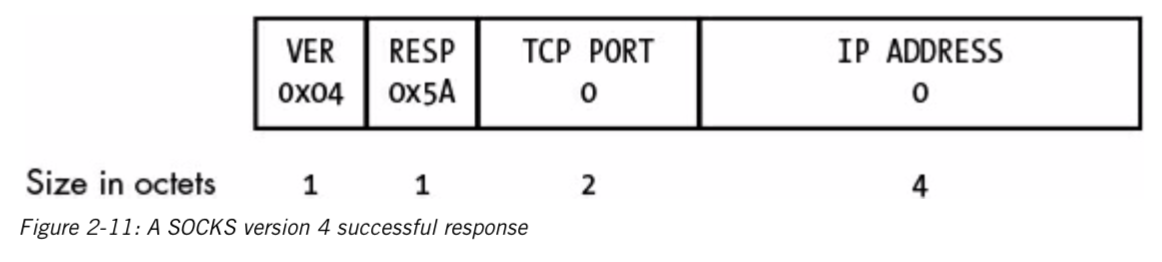 VER RESP TCP PORT IP ADDRESS
0x04 0x5A 0 0
Size in octets 1 1 2 4
Figure 2-11: A SOCKS version 4 successful response